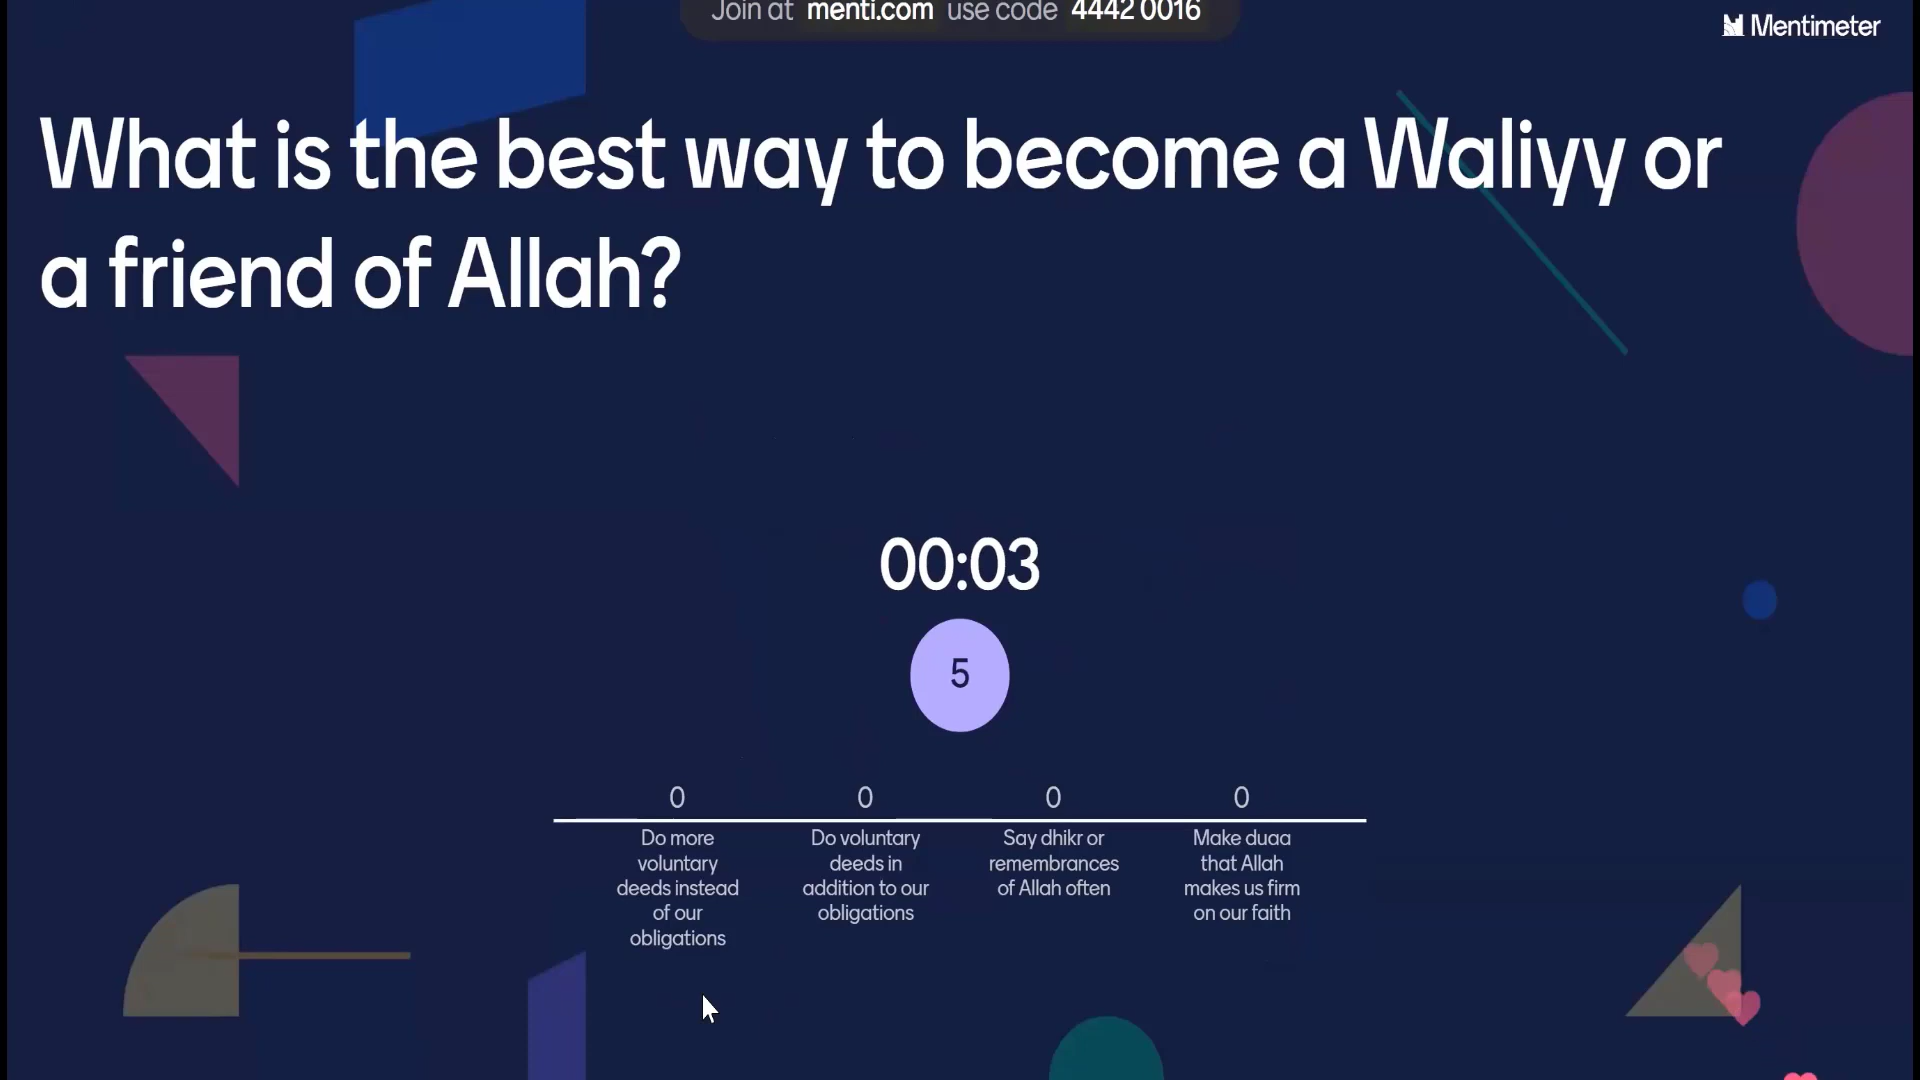 Join at menti.com use code 4442 0016
Mentimeter
What is the best way to become a Waliyy or
a friend of Allah?
00:03
5
0
0
0
0
Do more
voluntary
deeds instead
of our
obligations
Do voluntary
deeds in
addition to our
obligations
Say dhikr or
remembrances
of Allah often
Make duaa
that Allah
makes us firm
on our faith